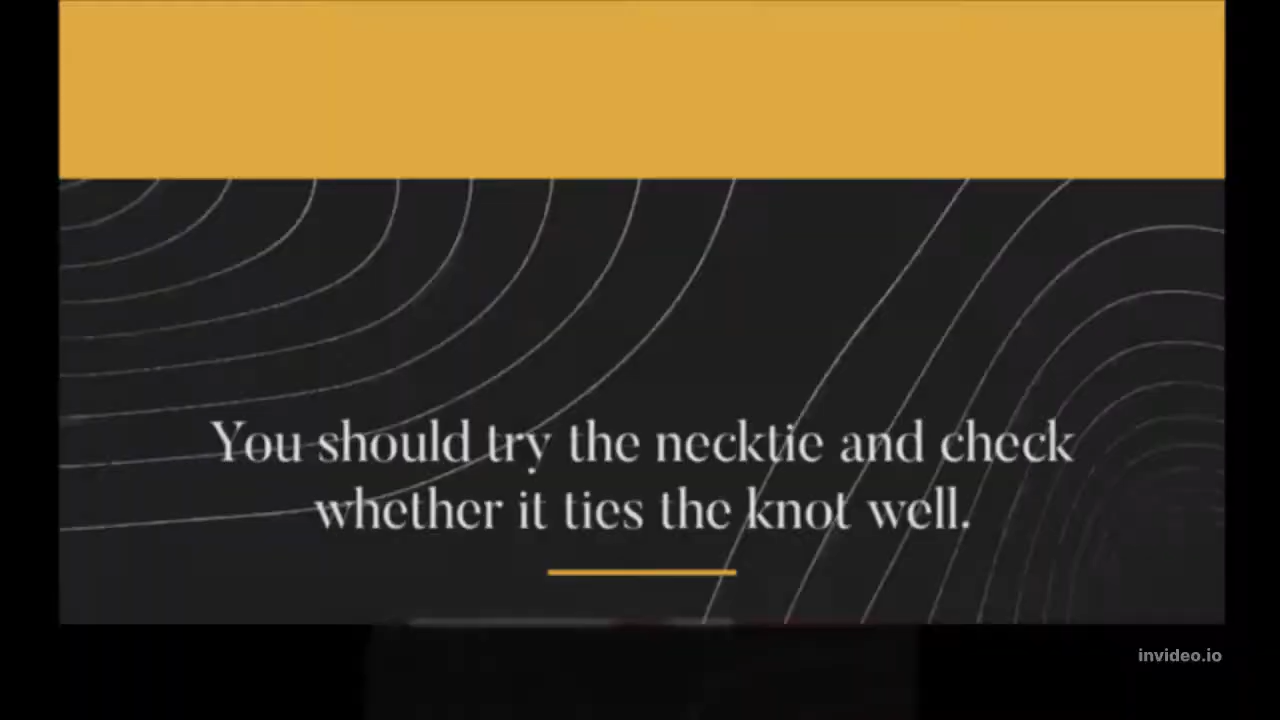 You should try the necktie and check
whether it ties the knot well.
invideo.io